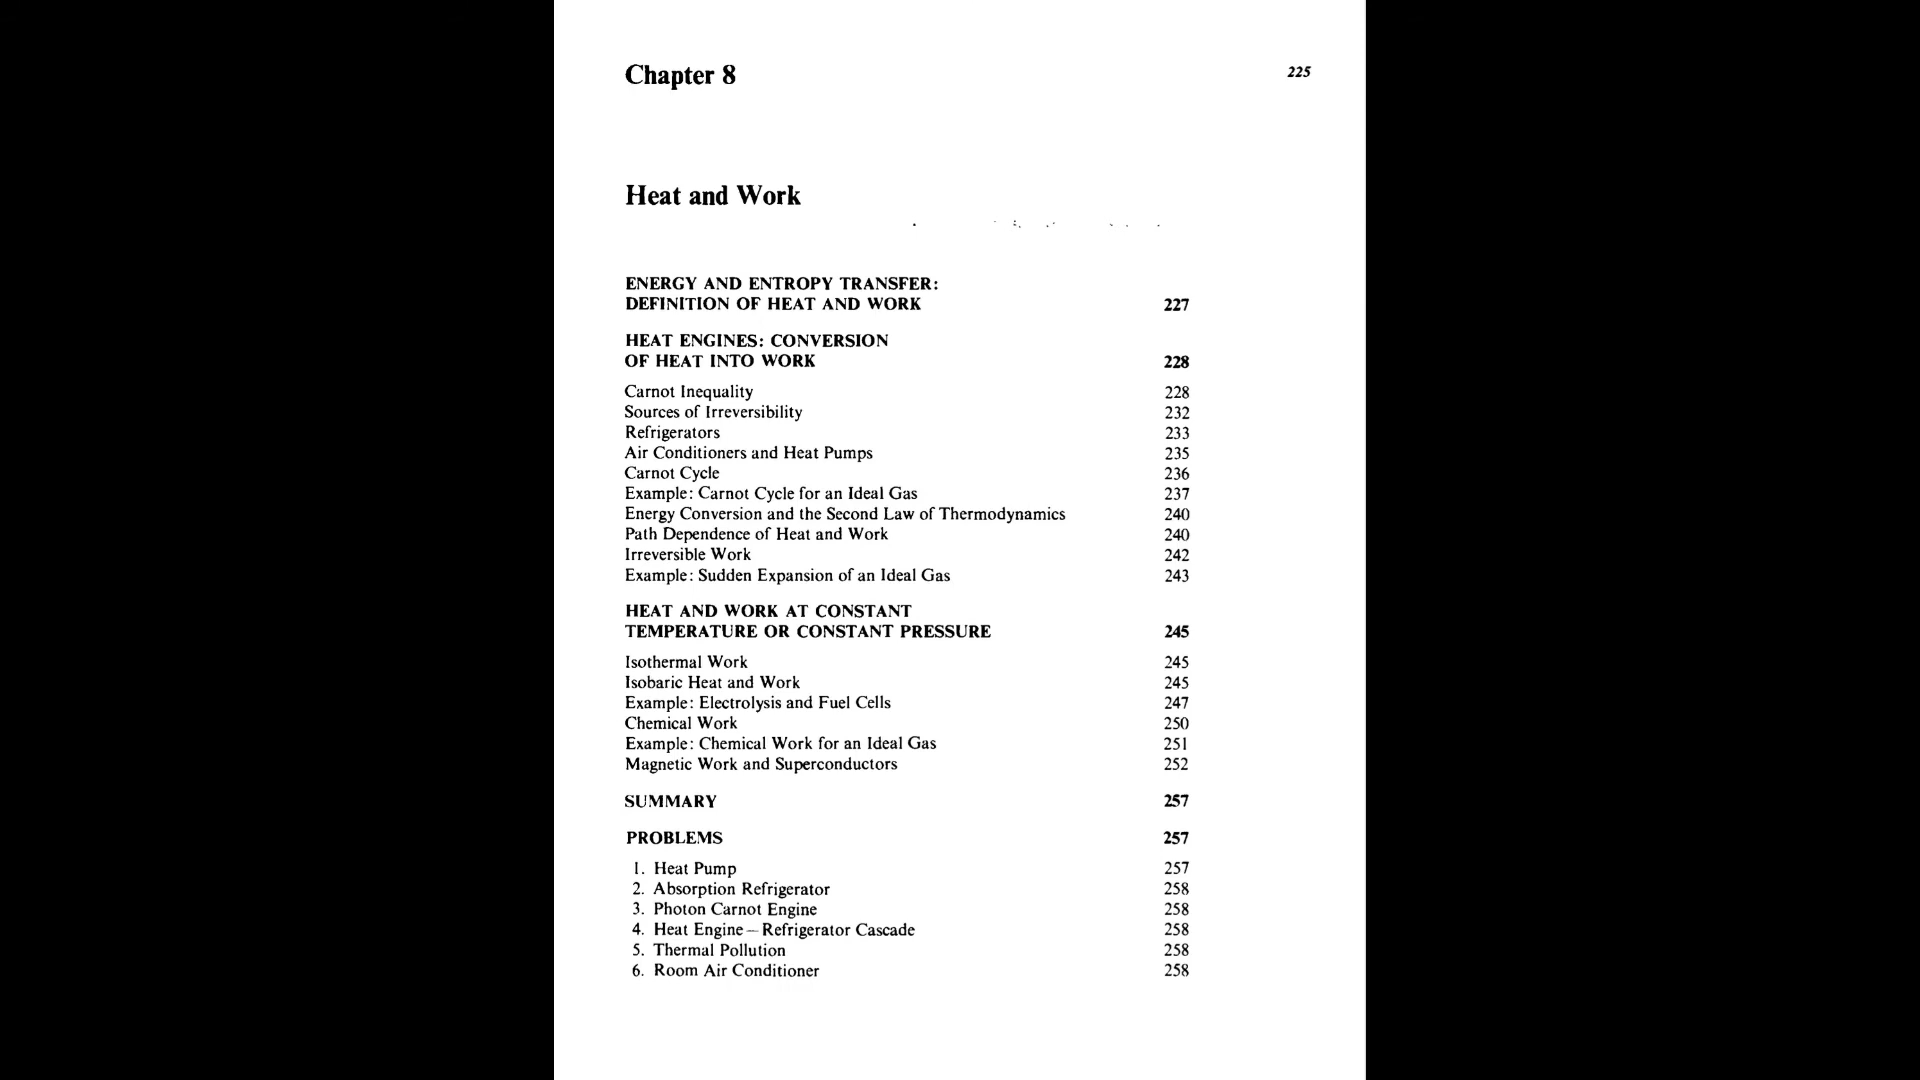 Chapter 8 225
Heat and Work
ENERGY AND ENTROPY TRANSFER:
DEFINITION OF HEAT AND WORK 227
HEAT ENGINES: CONVERSION
OF HEAT INTO WORK 228
Carnot Inequality 228
Sources of Irreversibility 232
Refrigerators 233
Air Conditioners and Heat Pumps 235
Carnot Cycle 236
Example: Carnot Cycle for an Ideal Gas 237
Energy Conversion and the Second Law of Thermodynamics 240
Path Dependence of Heat and Work 240
Irreversible Work 242
Example: Sudden Expansion of an Ideal Gas 243
HEAT AND WORK AT CONSTANT
TEMPERATURE OR CONSTANT PRESSURE 245
Isothermal Work 245
Isobaric Heat and Work 245
Example: Electrolysis and Fuel Cells 247
Chemical Work 250
Example: Chemical Work for an Ideal Gas 251
Magnetic Work and Superconductors 252
SUMMARY 257
PROBLEMS 257
1. Heat Pump 257
2. Absorption Refrigerator 258
3. Photon Carnot Engine 258
4. Heat Engine–Refrigerator Cascade 258
5. Thermal Pollution 258
6. Room Air Conditioner 258